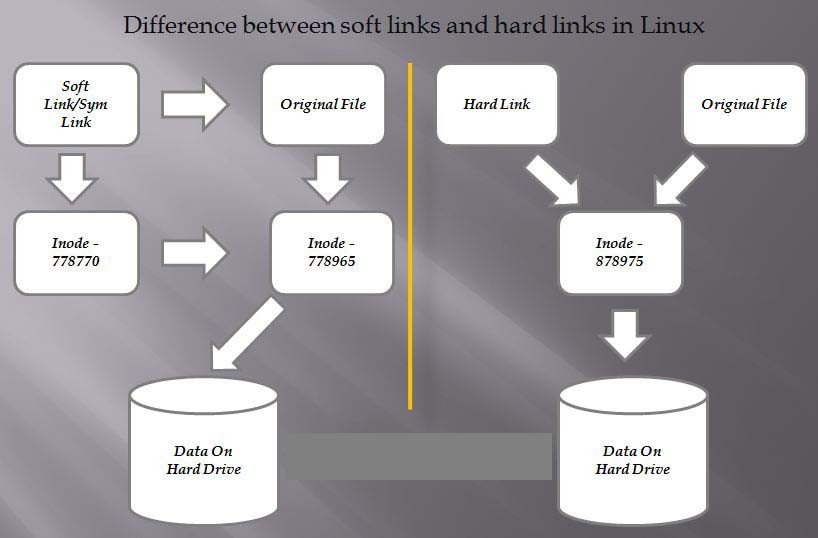 Difference between soft links and hard links in Linux
Soft
Link/Sym
Link
Original File
Hard Link
Original File
Inode –
778770
Inode –
778965
Inode –
878975
Data On
Hard Drive
Data On
Hard Drive